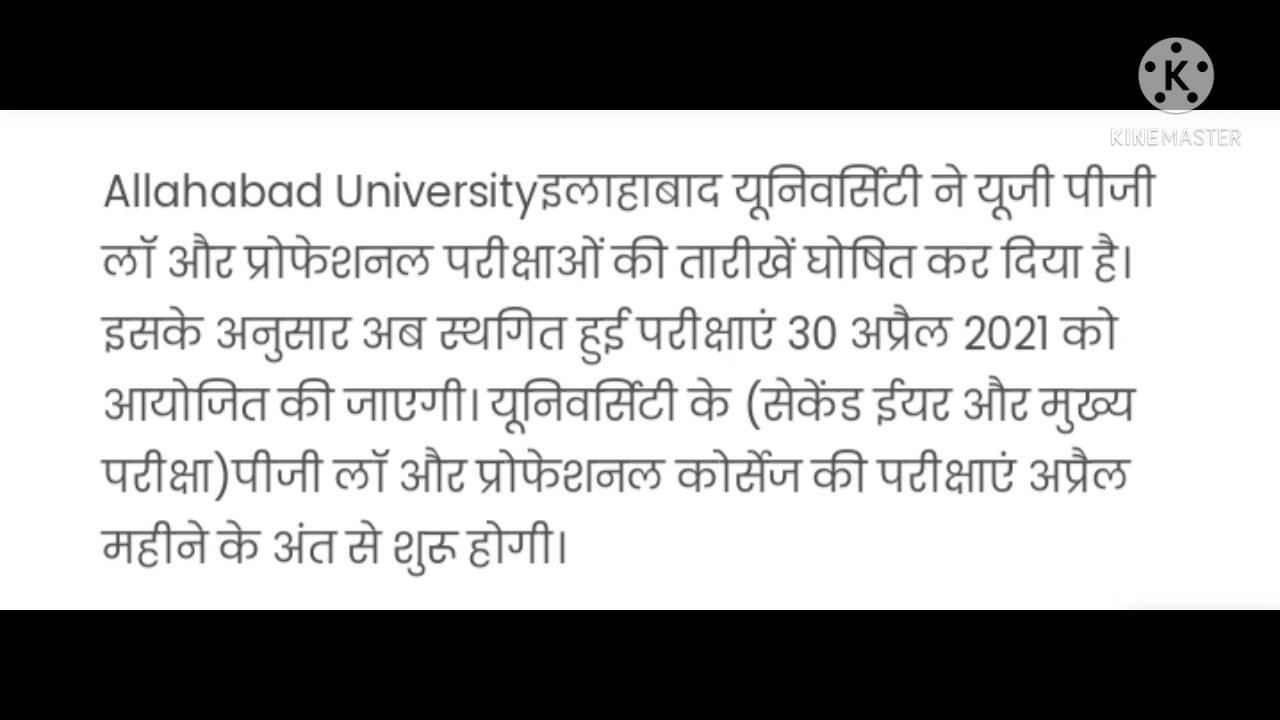 K
KINEMASTER
Allahabad Universityइलाहाबाद यूनिवर्सिटी ने यूजी पीजी
लॉ और प्रोफेशनल परीक्षाओं की तारीखें घोषित कर दिया है।
इसके अनुसार अब स्थगित हुई परीक्षाएं 30 अप्रैल 2021 को
आयोजित की जाएगी। यूनिवर्सिटी के (सेकेंड ईयर और मुख्य
परीक्षा)पीजी लॉ और प्रोफेशनल कोर्सेज की परीक्षाएं अप्रैल
महीने के अंत से शुरू होगी।